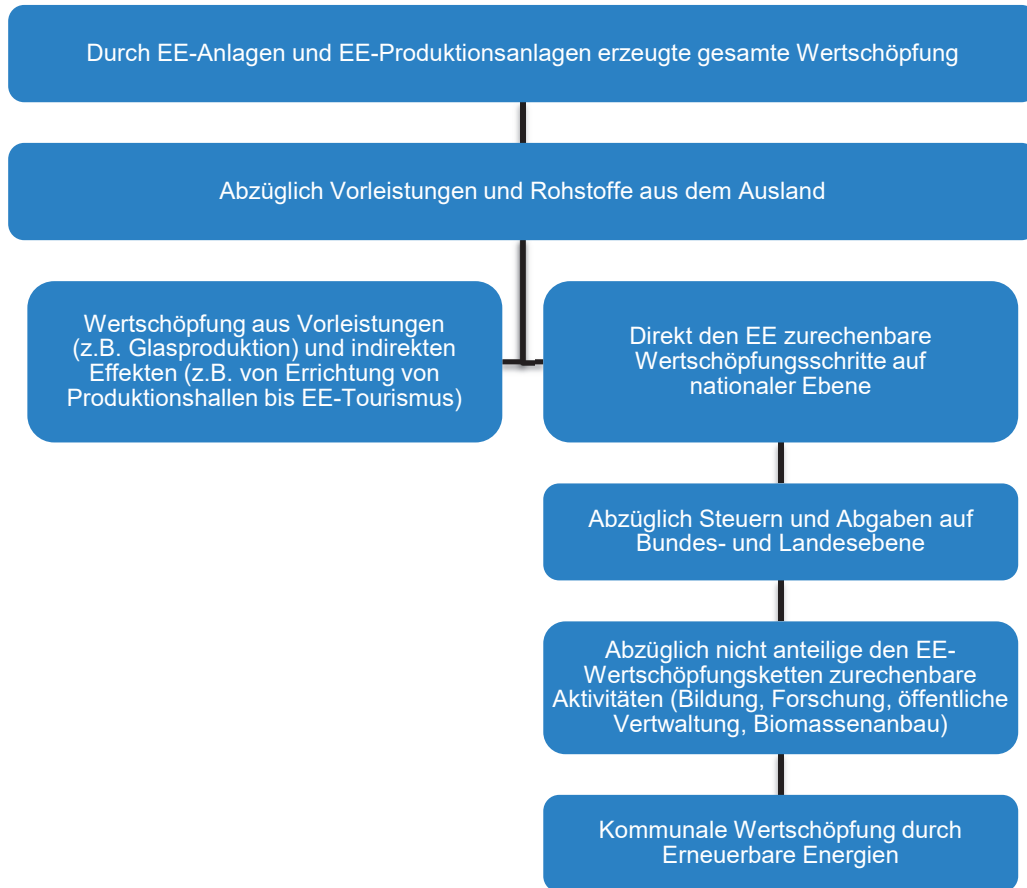 Durch EE-Anlagen und EE-Produktionsanlagen erzeugte gesamte Wertschöpfung
Abzüglich Vorleistungen und Rohstoffe aus dem Ausland
Wertschöpfung aus Vorleistungen
(z.B. Glasproduktion) und indirekten
Effekten (z.B. von Errichtung von
Produktionshallen bis EE-Tourismus)
Direkt den EE zurechenbare
Wertschöpfungsschritte auf
nationaler Ebene
Abzüglich Steuern und Abgaben auf
Bundes- und Landesebene
Abzüglich nicht anteilige den EE-
Wertschöpfungsketten zurechenbare
Aktivitäten (Bildung, Forschung, öffentliche
Vertwaltung, Biomassenanbau)
Kommunale Wertschöpfung durch
Erneuerbare Energien